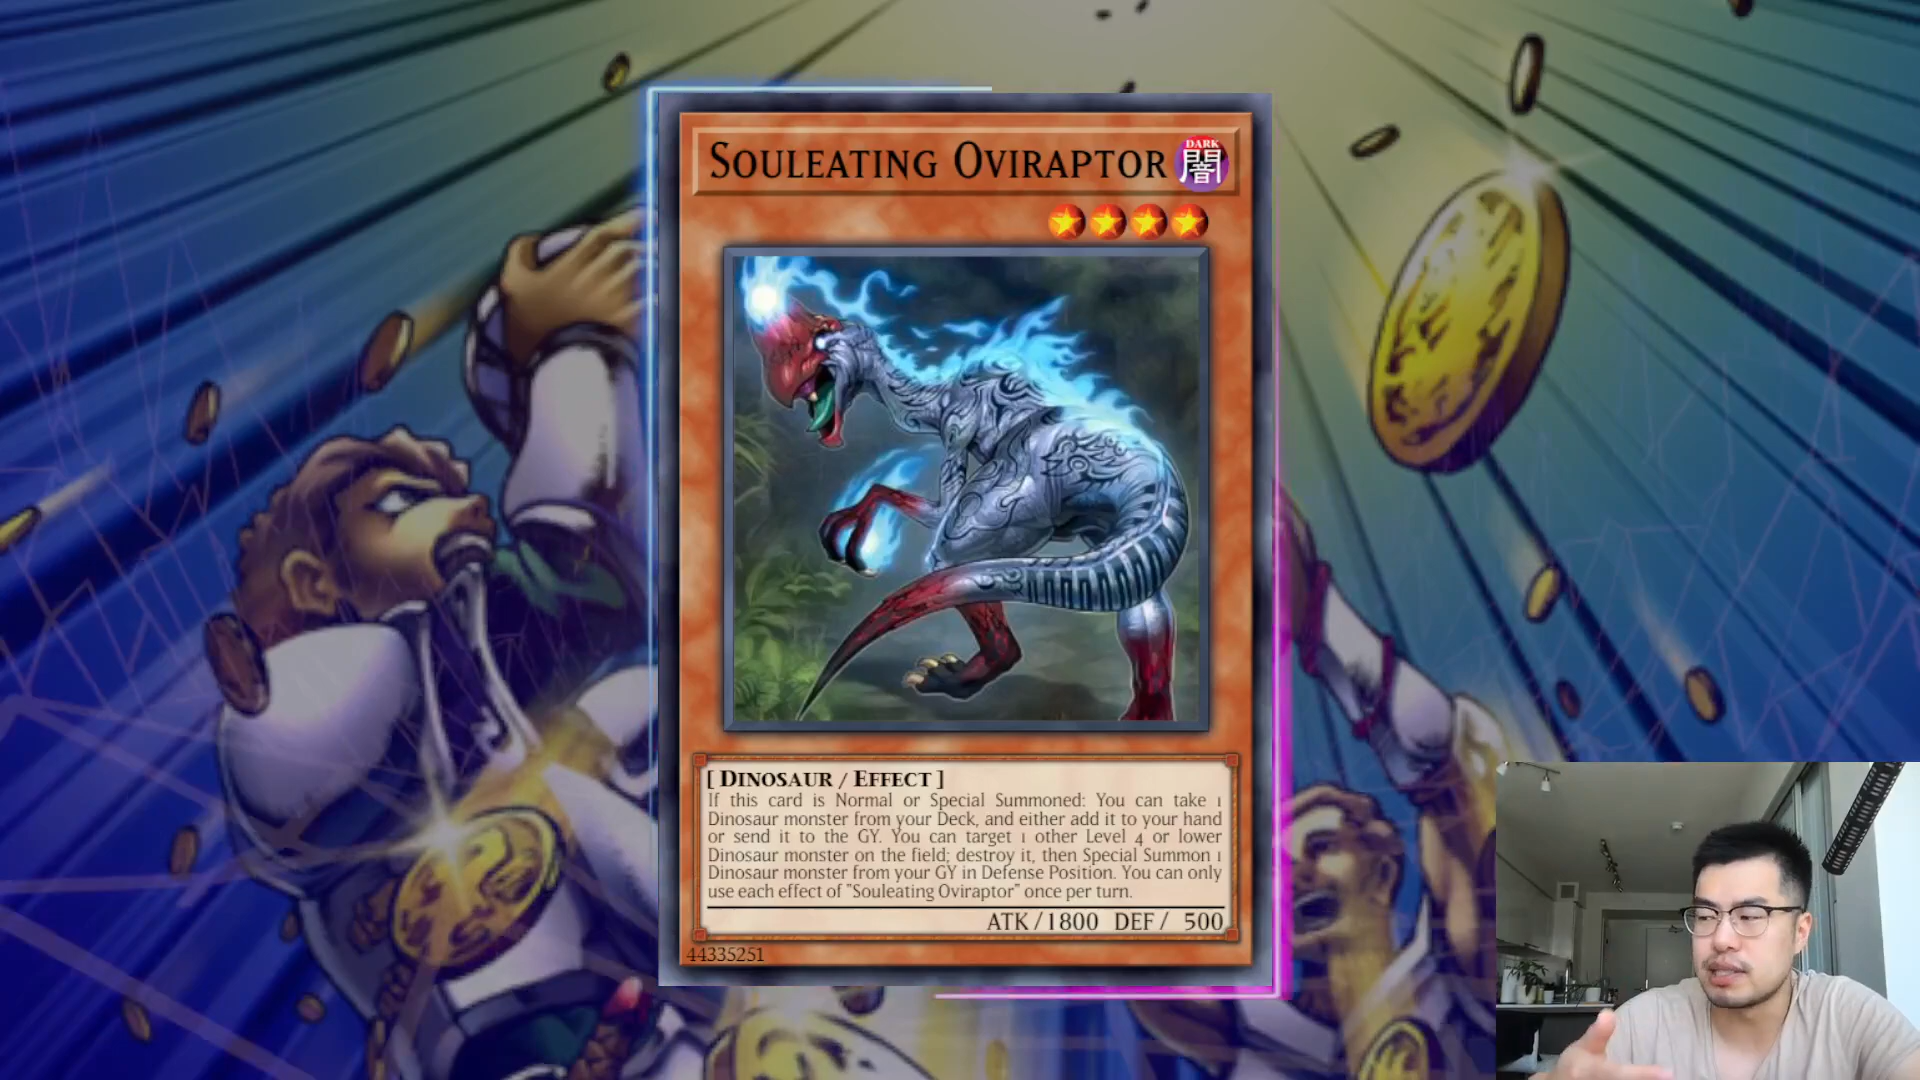 SOULEATING OVIRAPTOR
DARK
闇
[ DINOSAUR / EFFECT ]
If this card is Normal or Special Summoned: You can take 1
Dinosaur monster from your Deck, and either add it to your hand
or send it to the GY. You can target 1 other Level 4 or lower
Dinosaur monster on the field; destroy it, then Special Summon 1
Dinosaur monster from your GY in Defense Position. You can only
use each effect of "Souleating Oviraptor" once per turn.
ATK/1800 DEF/ 500
44335251